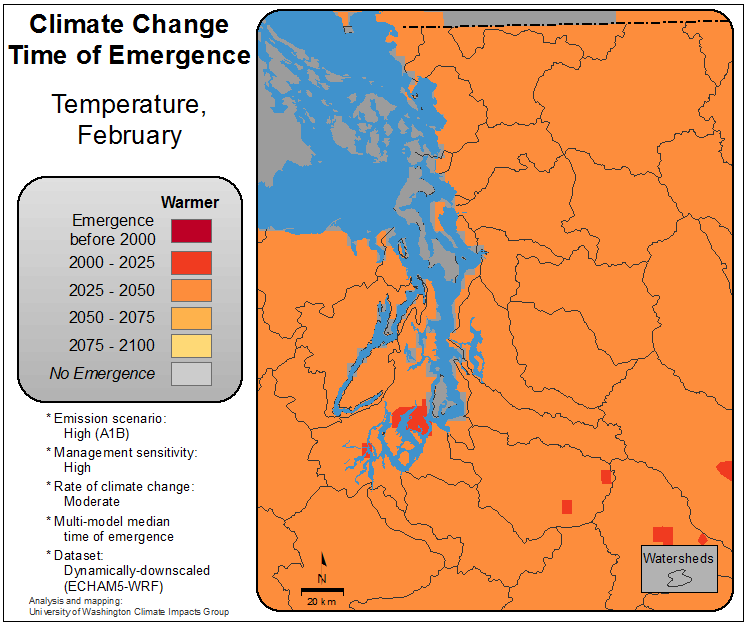 Climate Change
Time of Emergence
Temperature,
February
Warmer
Emergence
before 2000
2000 - 2025
2025 - 2050
2050 - 2075
2075 - 2100
No Emergence
* Emission scenario:
High (A1B)
* Management sensitivity:
High
* Rate of climate change:
Moderate
* Multi-model median
time of emergence
* Dataset:
Dynamically-downscaled
(ECHAM5-WRF)
Analysis and mapping:
University of Washington Climate Impacts Group
N
20 km
Watersheds